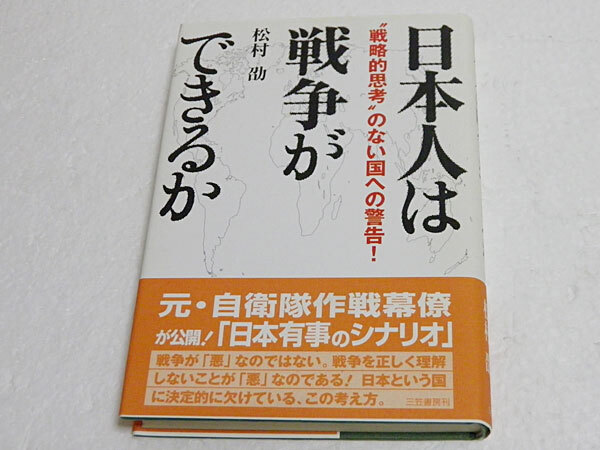 日本人は
戦争が
できるか
〝戦略的思考〟のない国への警告!
松村 劭
元・自衛隊作戦幕僚
が公開!「日本有事のシナリオ」
戦争が「悪」なのではない。戦争を正しく理解
しないことが「悪」なのである! 日本という国
に決定的に欠けている、この考え方。
三笠書房刊